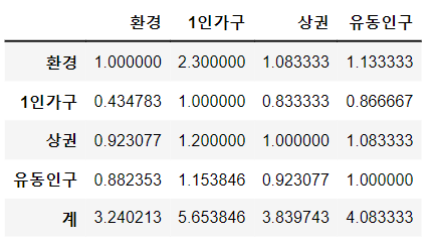 환경 1인가구 상권 유동인구
환경 1.000000 2.300000 1.083333 1.133333
1인가구 0.434783 1.000000 0.833333 0.866667
상권 0.923077 1.200000 1.000000 1.083333
유동인구 0.882353 1.153846 0.923077 1.000000
계 3.240213 5.653846 3.839743 4.083333